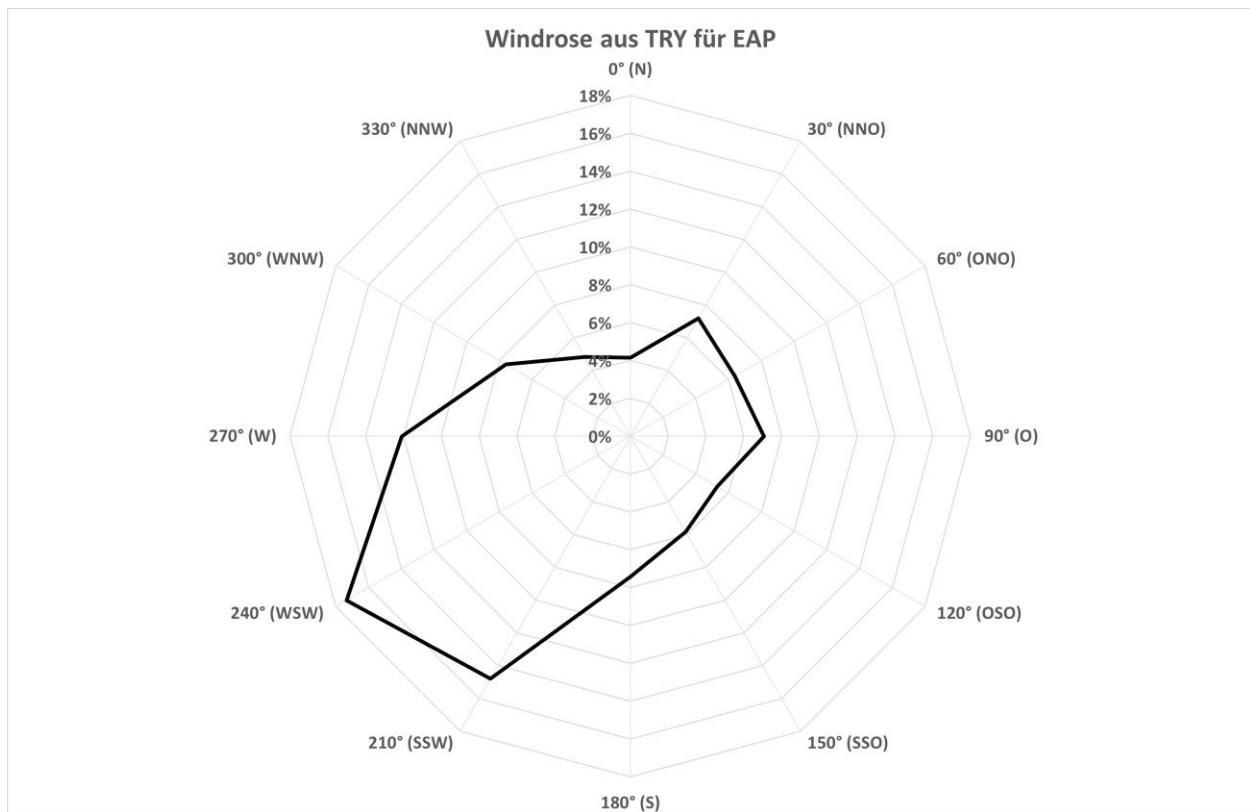 Windrose aus TRY für EAP
0° (N)
18%
330° (NNW)
30° (NNO)
16%
14%
12%
300° (WNW)
60° (ONO)
10%
8%
6%
4%
2%
270° (W)
0%
90° (O)
240° (WSW)
120° (OSO)
210° (SSW)
150° (SSO)
180° (S)